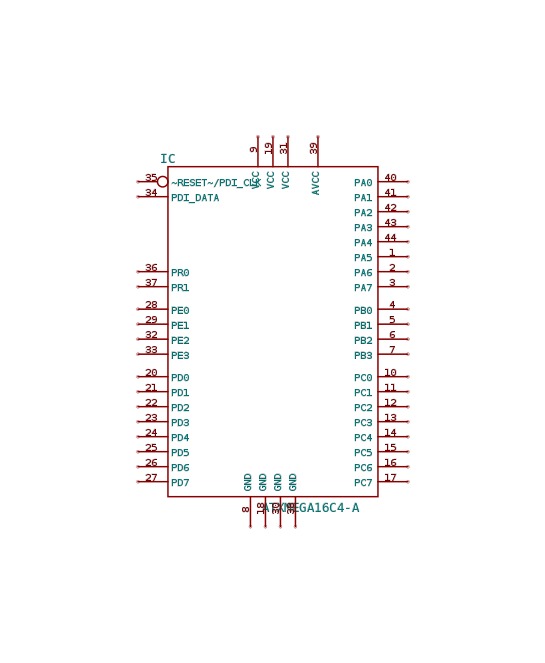 9 19 31 39
IC
VCC VCC VCC AVCC
35 ~RESET~/PDI_CLK PA0 40
34 PDI_DATA PA1 41
PA2 42
PA3 43
PA4 44
PA5 1
36 PR0 PA6 2
37 PR1 PA7 3
28 PE0 PB0 4
29 PE1 PB1 5
32 PE2 PB2 6
33 PE3 PB3 7
20 PD0 PC0 10
21 PD1 PC1 11
22 PD2 PC2 12
23 PD3 PC3 13
24 PD4 PC4 14
25 PD5 PC5 15
26 PD6 PC6 16
27 PD7 PC7 17
GND GND GND GND
8 18 30 38
ATXMEGA16C4-A